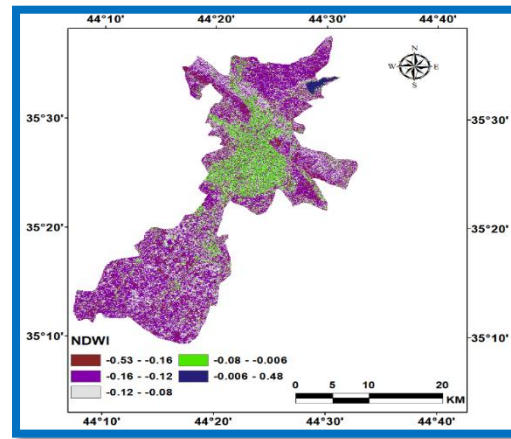 44°10' 44°20' 44°30' 44°40'
N
W E
S
35°30' 35°30'
35°20' 35°20'
35°10' 35°10'
NDWI
-0.53 - -0.16 -0.08 - -0.006
-0.16 - -0.12 -0.006 - 0.48
-0.12 - -0.08
0 5 10 20
KM
44°10' 44°20' 44°30' 44°40'